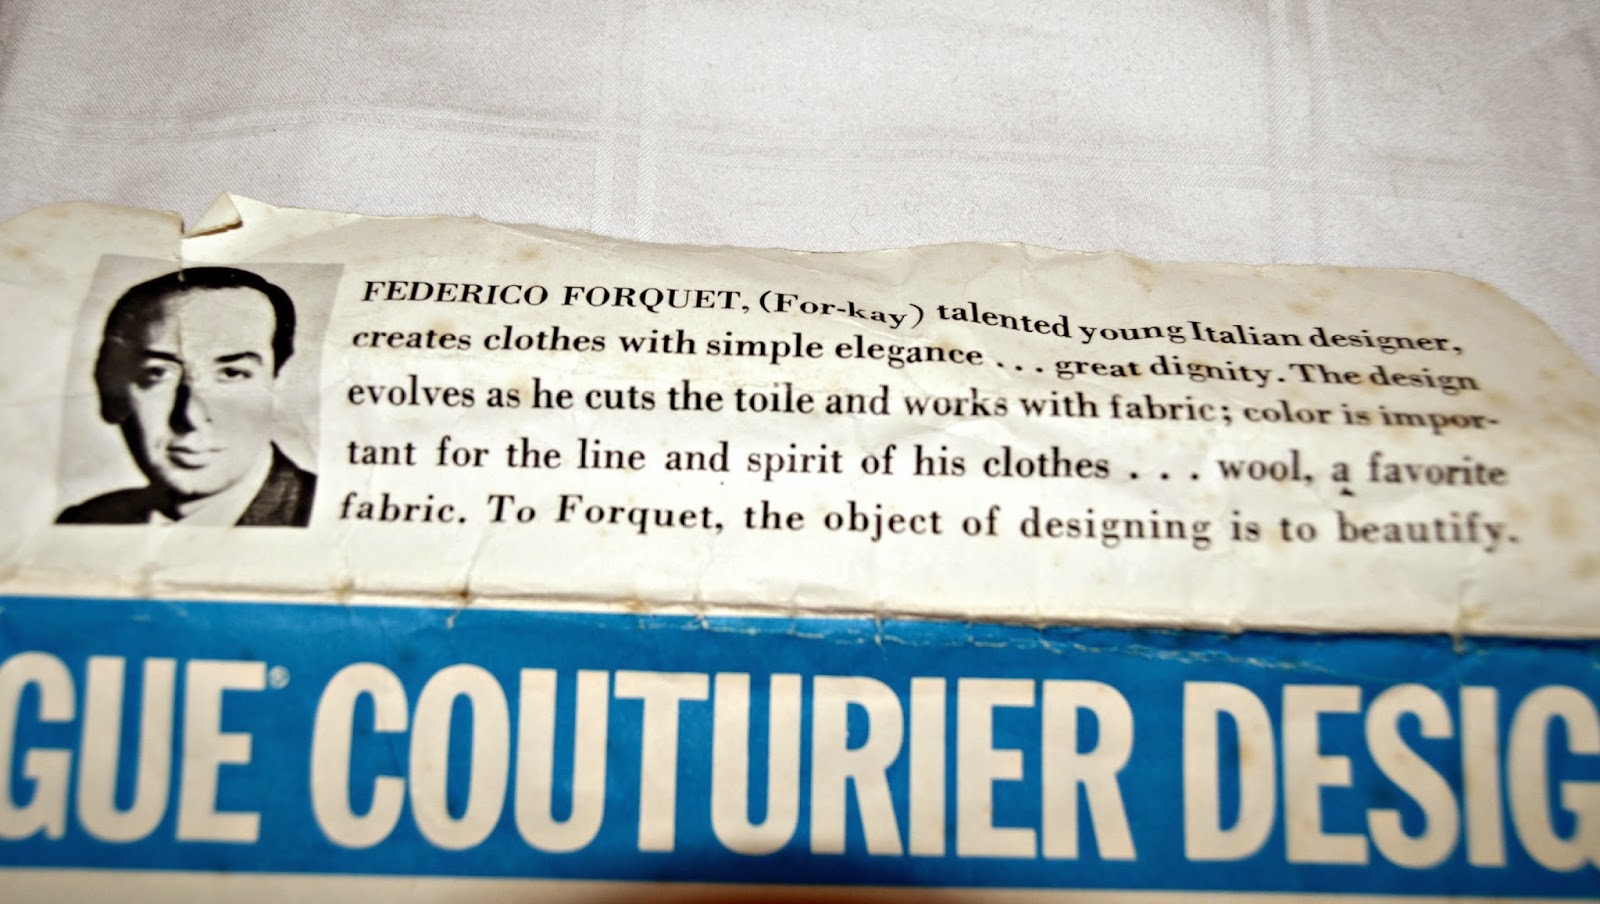 FEDERICO FORQUET, (For-kay) talented young Italian designer,
creates clothes with simple elegance . . . great dignity. The design
evolves as he cuts the toile and works with fabric; color is impor-
tant for the line and spirit of his clothes . . . wool, a favorite
fabric. To Forquet, the object of designing is to beautify.
GUE® COUTURIER DESIG